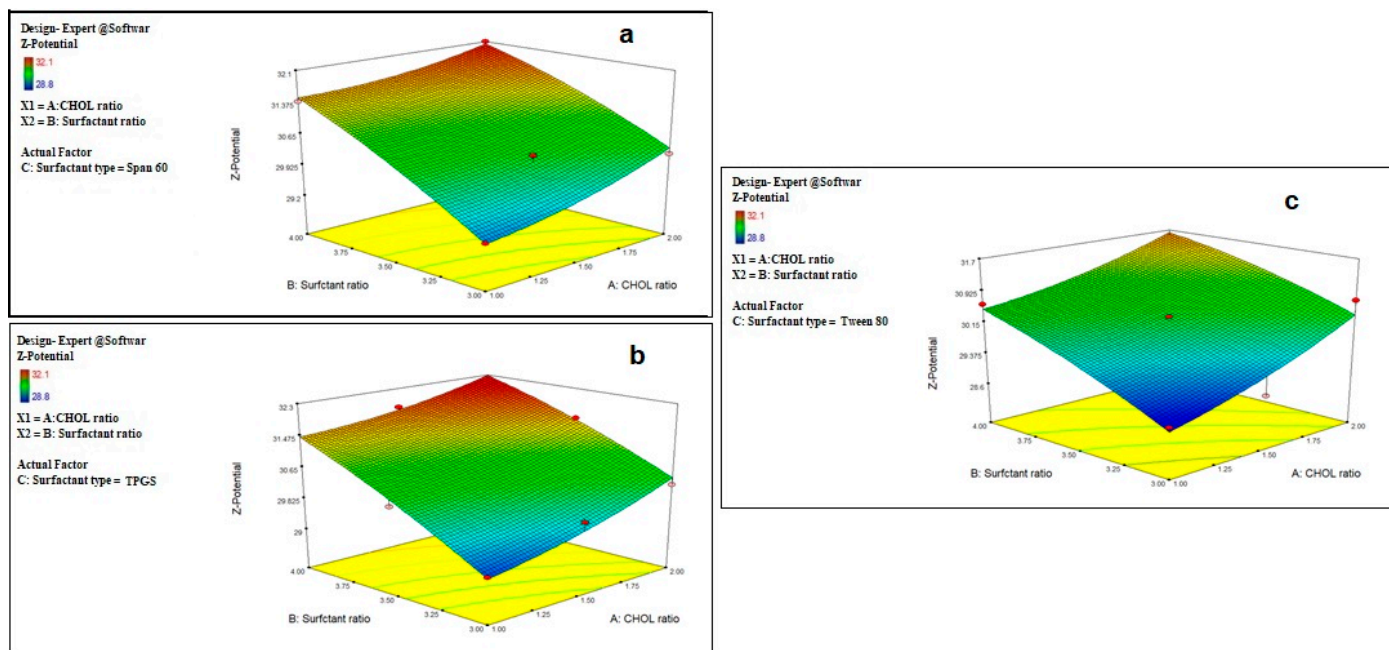 a
Design- Expert @Softwar
Z-Potential
32.1
28.8
X1 = A:CHOL ratio
X2 = B: Surfactant ratio
Actual Factor
C: Surfactant type = Span 60
Z-Potential
32.1
31.375
30.65
29.925
29.2
4.00
3.75
3.50
3.25
3.00
1.00
1.25
1.50
1.75
2.00
B: Surfctant ratio
A: CHOL ratio
b
Design- Expert @Softwar
Z-Potential
32.1
28.8
X1 = A:CHOL ratio
X2 = B: Surfactant ratio
Actual Factor
C: Surfactant type = TPGS
Z-Potential
32.3
31.475
30.65
29.825
29
4.00
3.75
3.50
3.25
3.00
1.00
1.25
1.50
1.75
2.00
B: Surfctant ratio
A: CHOL ratio
c
Design- Expert @Softwar
Z-Potential
32.1
28.8
X1 = A:CHOL ratio
X2 = B: Surfactant ratio
Actual Factor
C: Surfactant type = Tween 80
Z-Potential
31.7
30.925
30.15
29.375
28.6
4.00
3.75
3.50
3.25
3.00
1.00
1.25
1.50
1.75
2.00
B: Surfctant ratio
A: CHOL ratio